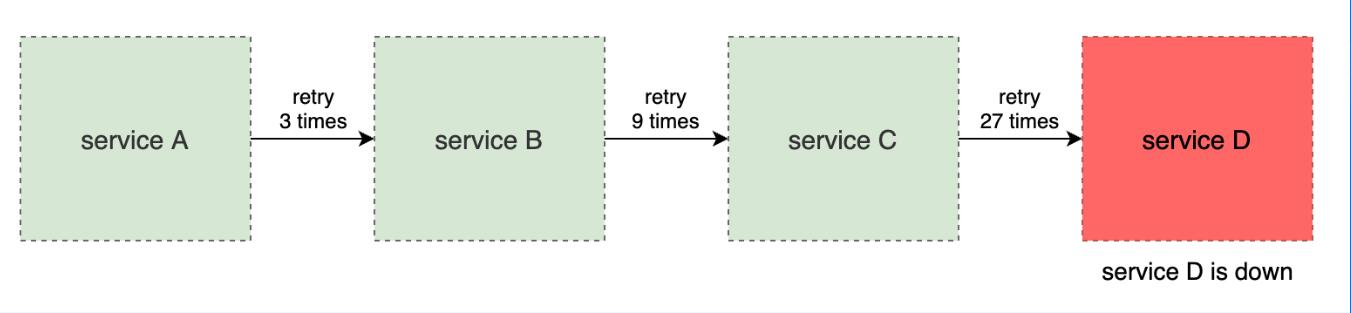 service A
retry
3 times
service B
retry
9 times
service C
retry
27 times
service D
service D is down